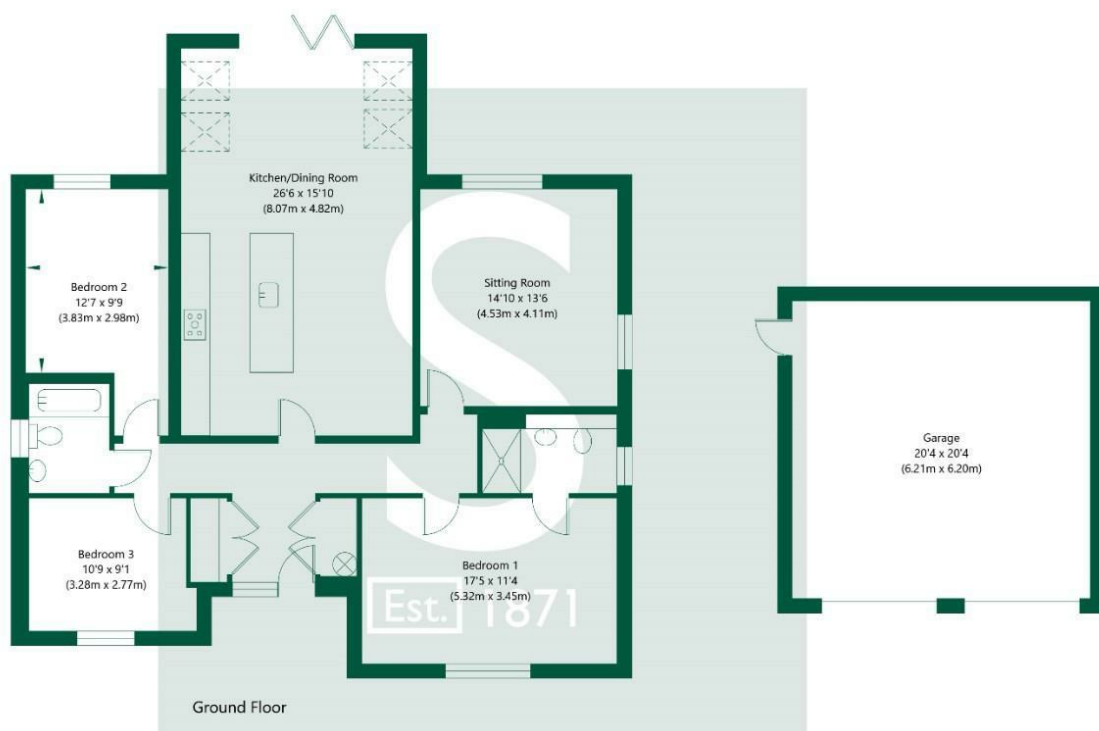 Kitchen/Dining Room
26'6 x 15'10
(8.07m x 4.82m)
Bedroom 2
12'7 x 9'9
(3.83m x 2.98m)
Sitting Room
14'10 x 13'6
(4.53m x 4.11m)
Garage
20'4 x 20'4
(6.21m x 6.20m)
Bedroom 3
10'9 x 9'1
(3.28m x 2.77m)
Bedroom 1
17'5 x 11'4
(5.32m x 3.45m)
S
Est. 1871
Ground Floor